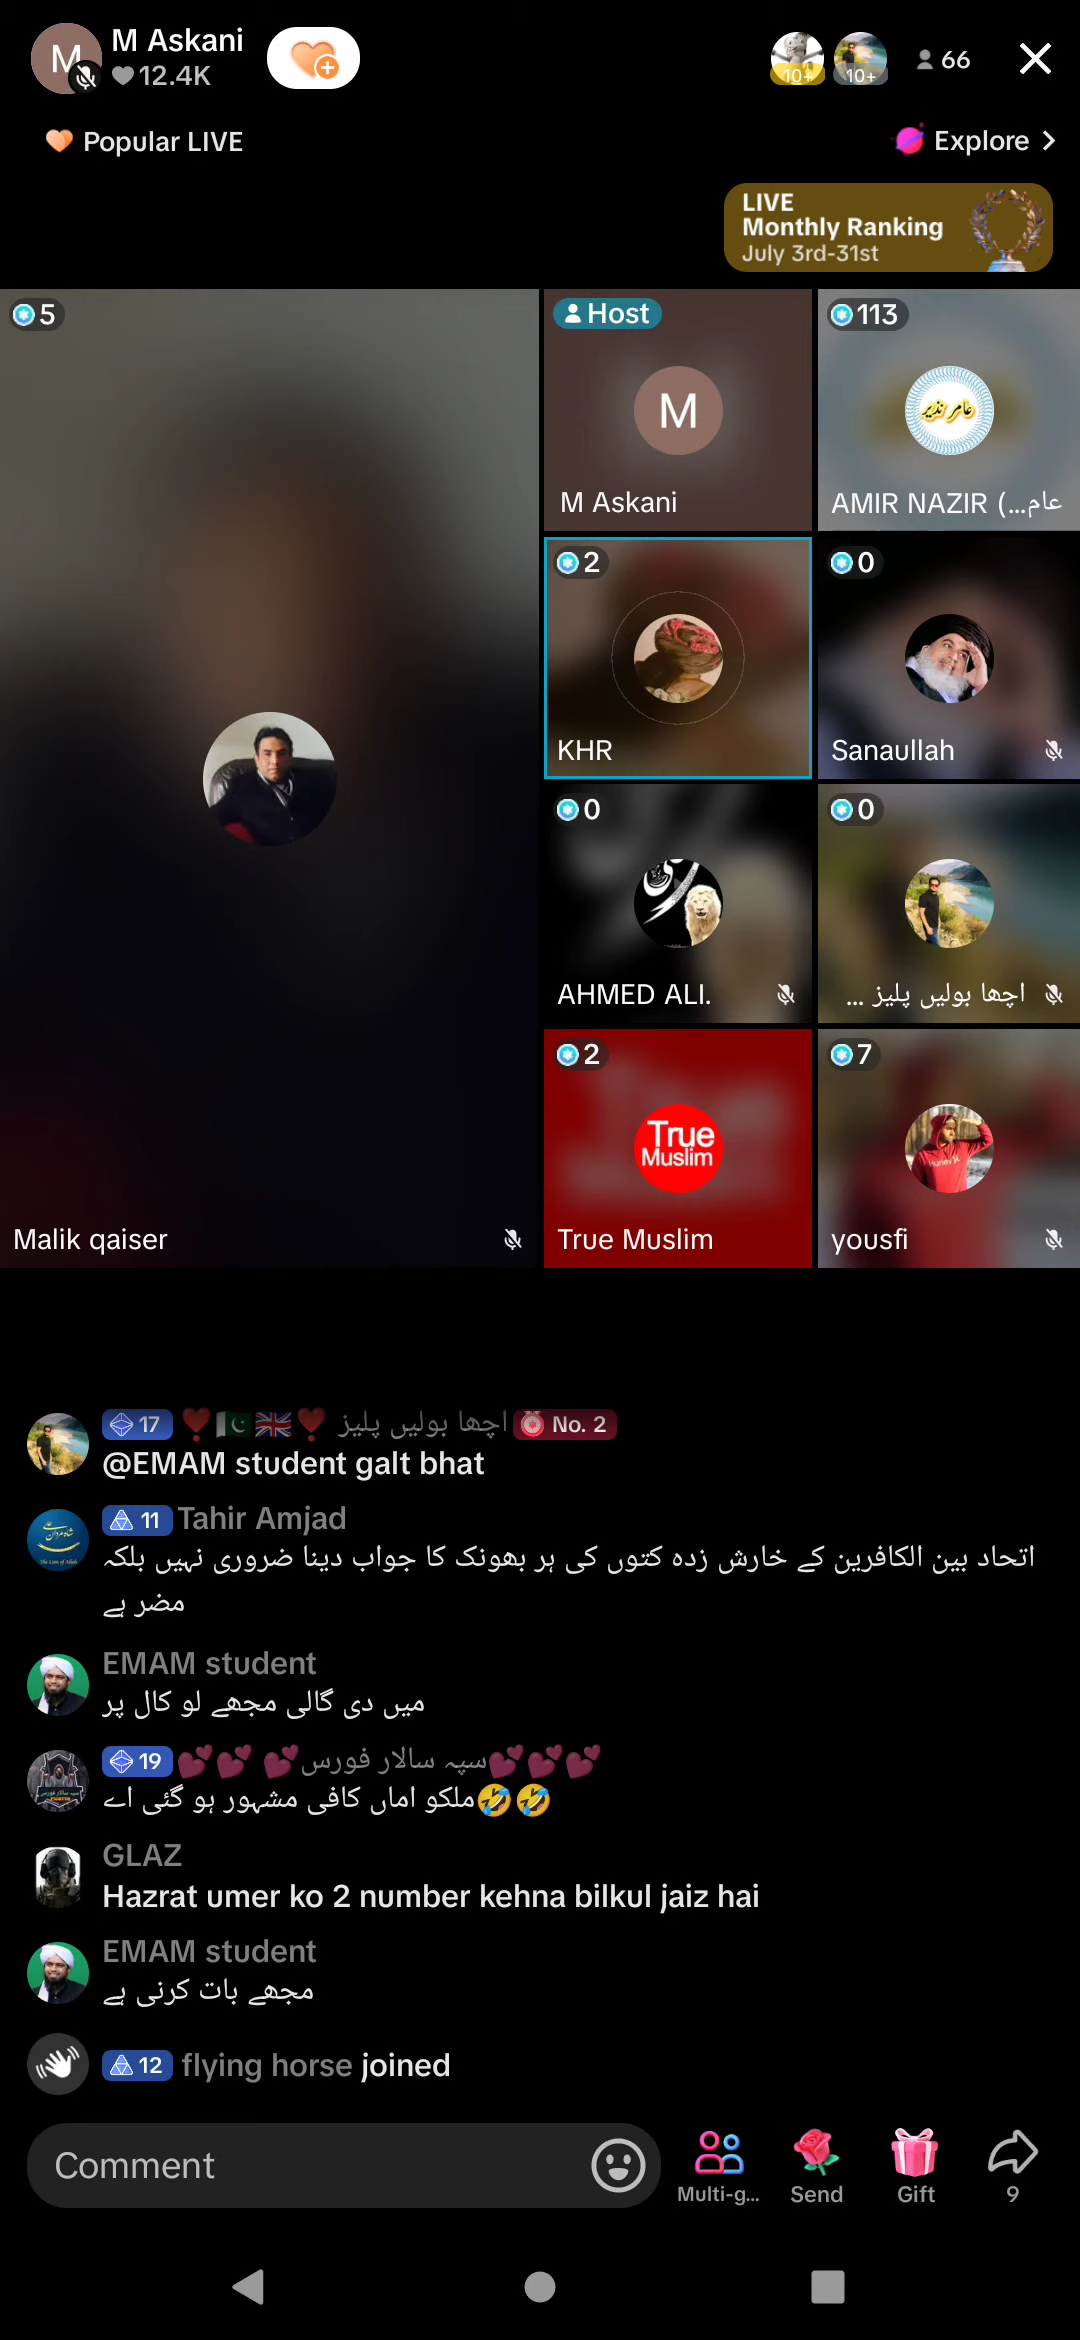 M Askani
12.4K
10+
10+
66
Popular LIVE
Explore
LIVE
Monthly Ranking
July 3rd-31st
5
Host
113
M
عامر نذیر
M Askani
AMIR NAZIR (...عام
2
0
KHR
Sanaullah
0
0
AHMED ALI.
اچھا بولیں پلیز ...
2
7
True
Muslim
Malik qaiser
True Muslim
yousfi
17 ❣️🇵🇰🇬🇧❣️ اچھا بولیں پلیز No. 2
@EMAM student galt bhat
11 Tahir Amjad
اتحاد بین الکافرین کے خارش زدہ کتوں کی ہر بھونک کا جواب دینا ضروری نہیں بلکہ
مضر ہے
EMAM student
میں دی گالی مجھے لو کال پر
19 💕💕 💕سپہ سالار فورس💕💕💕
ملکو اماں کافی مشہور ہو گئی اے🤣🤣
GLAZ
Hazrat umer ko 2 number kehna bilkul jaiz hai
EMAM student
مجھے بات کرنی ہے
12 flying horse joined
Comment
Multi-g...
Send
Gift
9